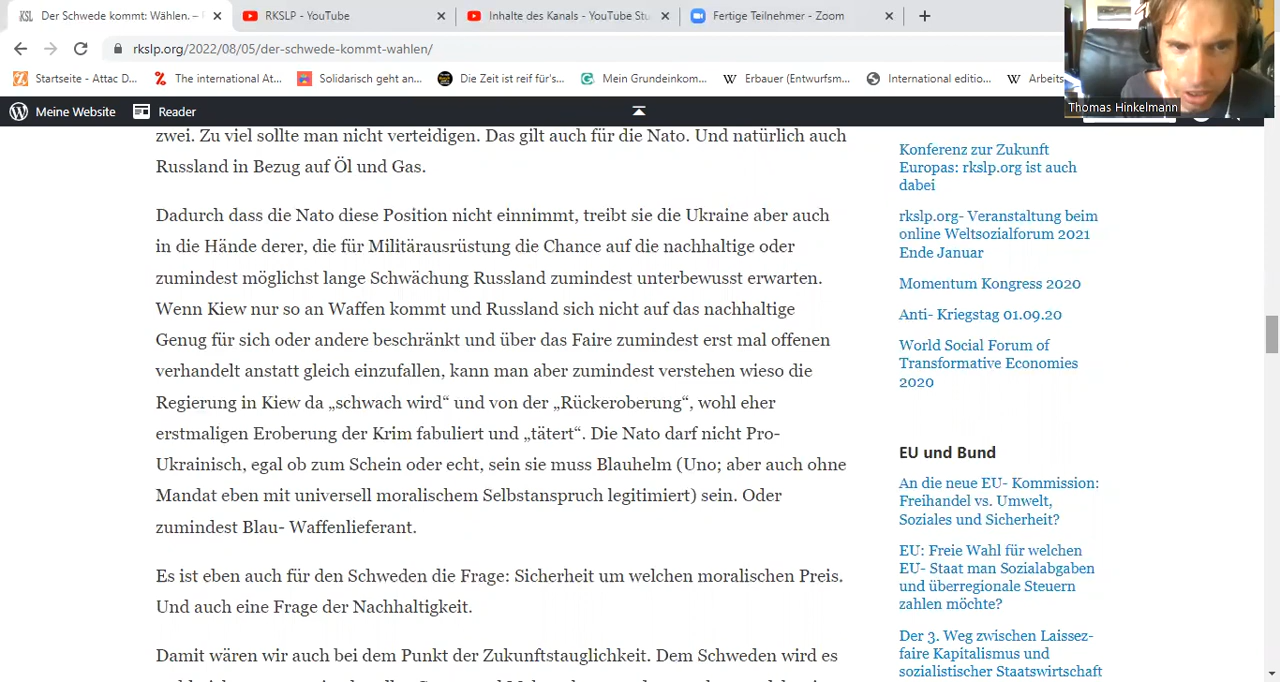 Der Schwede kommt: Wählen. –
RKSLP - YouTube
Inhalte des Kanals - YouTube Stu
Fertige Teilnehmer - Zoom
rkslp.org/2022/08/05/der-schwede-kommt-wahlen/
Startseite - Attac D...
The international At...
Solidarisch geht an...
Die Zeit ist reif für's...
Mein Grundeinkom...
Erbauer (Entwurfsm...
International editio...
Arbeits
Thomas Hinkelmann
Meine Website
Reader
zwei. Zu viel sollte man nicht verteidigen. Das gilt auch für die Nato. Und natürlich auch
Russland in Bezug auf Öl und Gas.
Dadurch dass die Nato diese Position nicht einnimmt, treibt sie die Ukraine aber auch
in die Hände derer, die für Militärausrüstung die Chance auf die nachhaltige oder
zumindest möglichst lange Schwächung Russland zumindest unterbewusst erwarten.
Wenn Kiew nur so an Waffen kommt und Russland sich nicht auf das nachhaltige
Genug für sich oder andere beschränkt und über das Faire zumindest erst mal offenen
verhandelt anstatt gleich einzufallen, kann man aber zumindest verstehen wieso die
Regierung in Kiew da „schwach wird“ und von der „Rückeroberung“, wohl eher
erstmaligen Eroberung der Krim fabuliert und „tätert“. Die Nato darf nicht Pro-
Ukrainisch, egal ob zum Schein oder echt, sein sie muss Blauhelm (Uno; aber auch ohne
Mandat eben mit universell moralischem Selbstanspruch legitimiert) sein. Oder
zumindest Blau- Waffenlieferant.
Es ist eben auch für den Schweden die Frage: Sicherheit um welchen moralischen Preis.
Und auch eine Frage der Nachhaltigkeit.
Damit wären wir auch bei dem Punkt der Zukunftstauglichkeit. Dem Schweden wird es
Konferenz zur Zukunft
Europas: rkslp.org ist auch
dabei
rkslp.org- Veranstaltung beim
online Weltsozialforum 2021
Ende Januar
Momentum Kongress 2020
Anti- Kriegstag 01.09.20
World Social Forum of
Transformative Economies
2020
EU und Bund
An die neue EU- Kommission:
Freihandel vs. Umwelt,
Soziales und Sicherheit?
EU: Freie Wahl für welchen
EU- Staat man Sozialabgaben
und überregionale Steuern
zahlen möchte?
Der 3. Weg zwischen Laissez-
faire Kapitalismus und
sozialistischer Staatswirtschaft